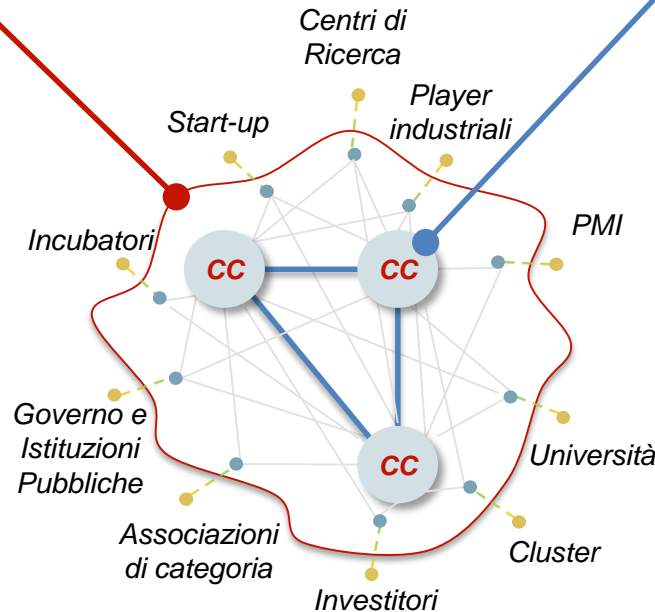 Centri di
Ricerca
Player
industriali
Start-up
PMI
Incubatori
CC
CC
Governo e
Istituzioni
Pubbliche
CC
Università
Associazioni
di categoria
Cluster
Investitori